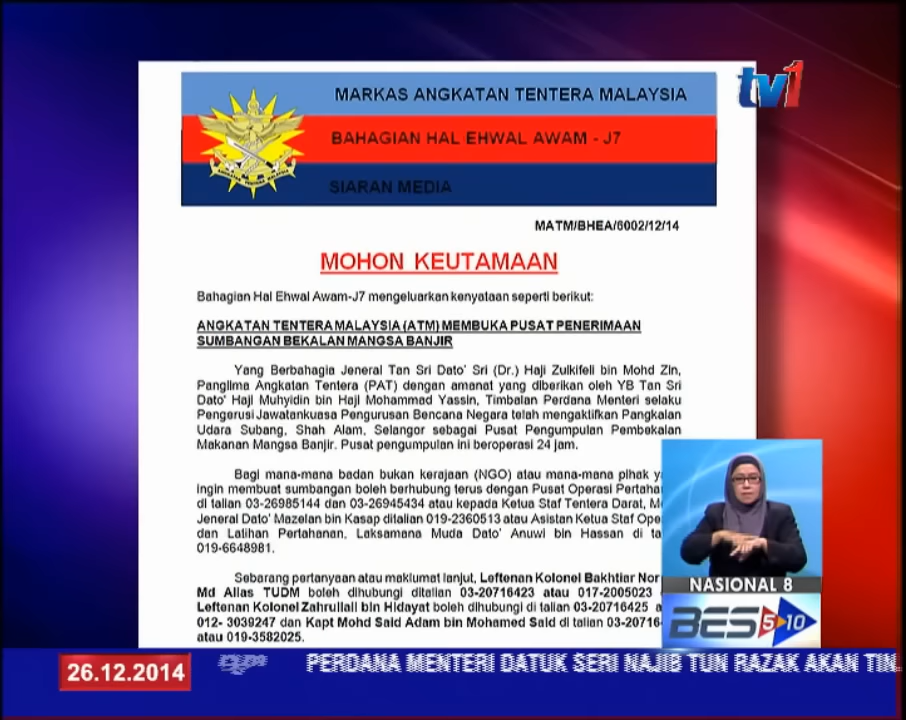 tv1
MARKAS ANGKATAN TENTERA MALAYSIA
BAHAGIAN HAL EHWAL AWAM - J7
SIARAN MEDIA
ANGKATAN TENTERA MALAYSIA
MATM/BHEA/6002/12/14
MOHON KEUTAMAAN
Bahagian Hal Ehwal Awam-J7 mengeluarkan kenyataan seperti berikut:
ANGKATAN TENTERA MALAYSIA (ATM) MEMBUKA PUSAT PENERIMAAN
SUMBANGAN BEKALAN MANGSA BANJIR
Yang Berbahagia Jeneral Tan Sri Dato' Sri (Dr.) Haji Zulkifeli bin Mohd Zin,
Panglima Angkatan Tentera (PAT) dengan amanat yang diberikan oleh YB Tan Sri
Dato' Haji Muhyidin bin Haji Mohammad Yassin, Timbalan Perdana Menteri selaku
Pengerusi Jawatankuasa Pengurusan Bencana Negara telah mengaktifkan Pangkalan
Udara Subang, Shah Alam, Selangor sebagai Pusat Pengumpulan Pembekalan
Makanan Mangsa Banjir. Pusat pengumpulan ini beroperasi 24 jam.
Bagi mana-mana badan bukan kerajaan (NGO) atau mana-mana pihak y
ingin membuat sumbangan boleh berhubung terus dengan Pusat Operasi Pertaha
di talian 03-26985144 dan 03-26945434 atau kepada Ketua Staf Tentera Darat, M
Jeneral Dato' Mazelan bin Kasap ditalian 019-2360513 atau Asistan Ketua Staf Ope
dan Latihan Pertahanan, Laksamana Muda Dato' Anuwi bin Hassan di ta
019-6648981.
Sebarang pertanyaan atau maklumat lanjut, Leftenan Kolonel Bakhtiar Nor
Md Alias TUDM boleh dihubungi ditalian 03-20716423 atau 017-2005023
Leftenan Kolonel Zahrullail bin Hidayat boleh dihubungi di talian 03-20716425 a
012- 3039247 dan Kapt Mohd Said Adam bin Mohamed Said di talian 03-20716
atau 019-3582025.
NASIONAL 8
BES 5 10
26.12.2014
PERDANA MENTERI DATUK SERI NAJIB TUN RAZAK AKAN TIN